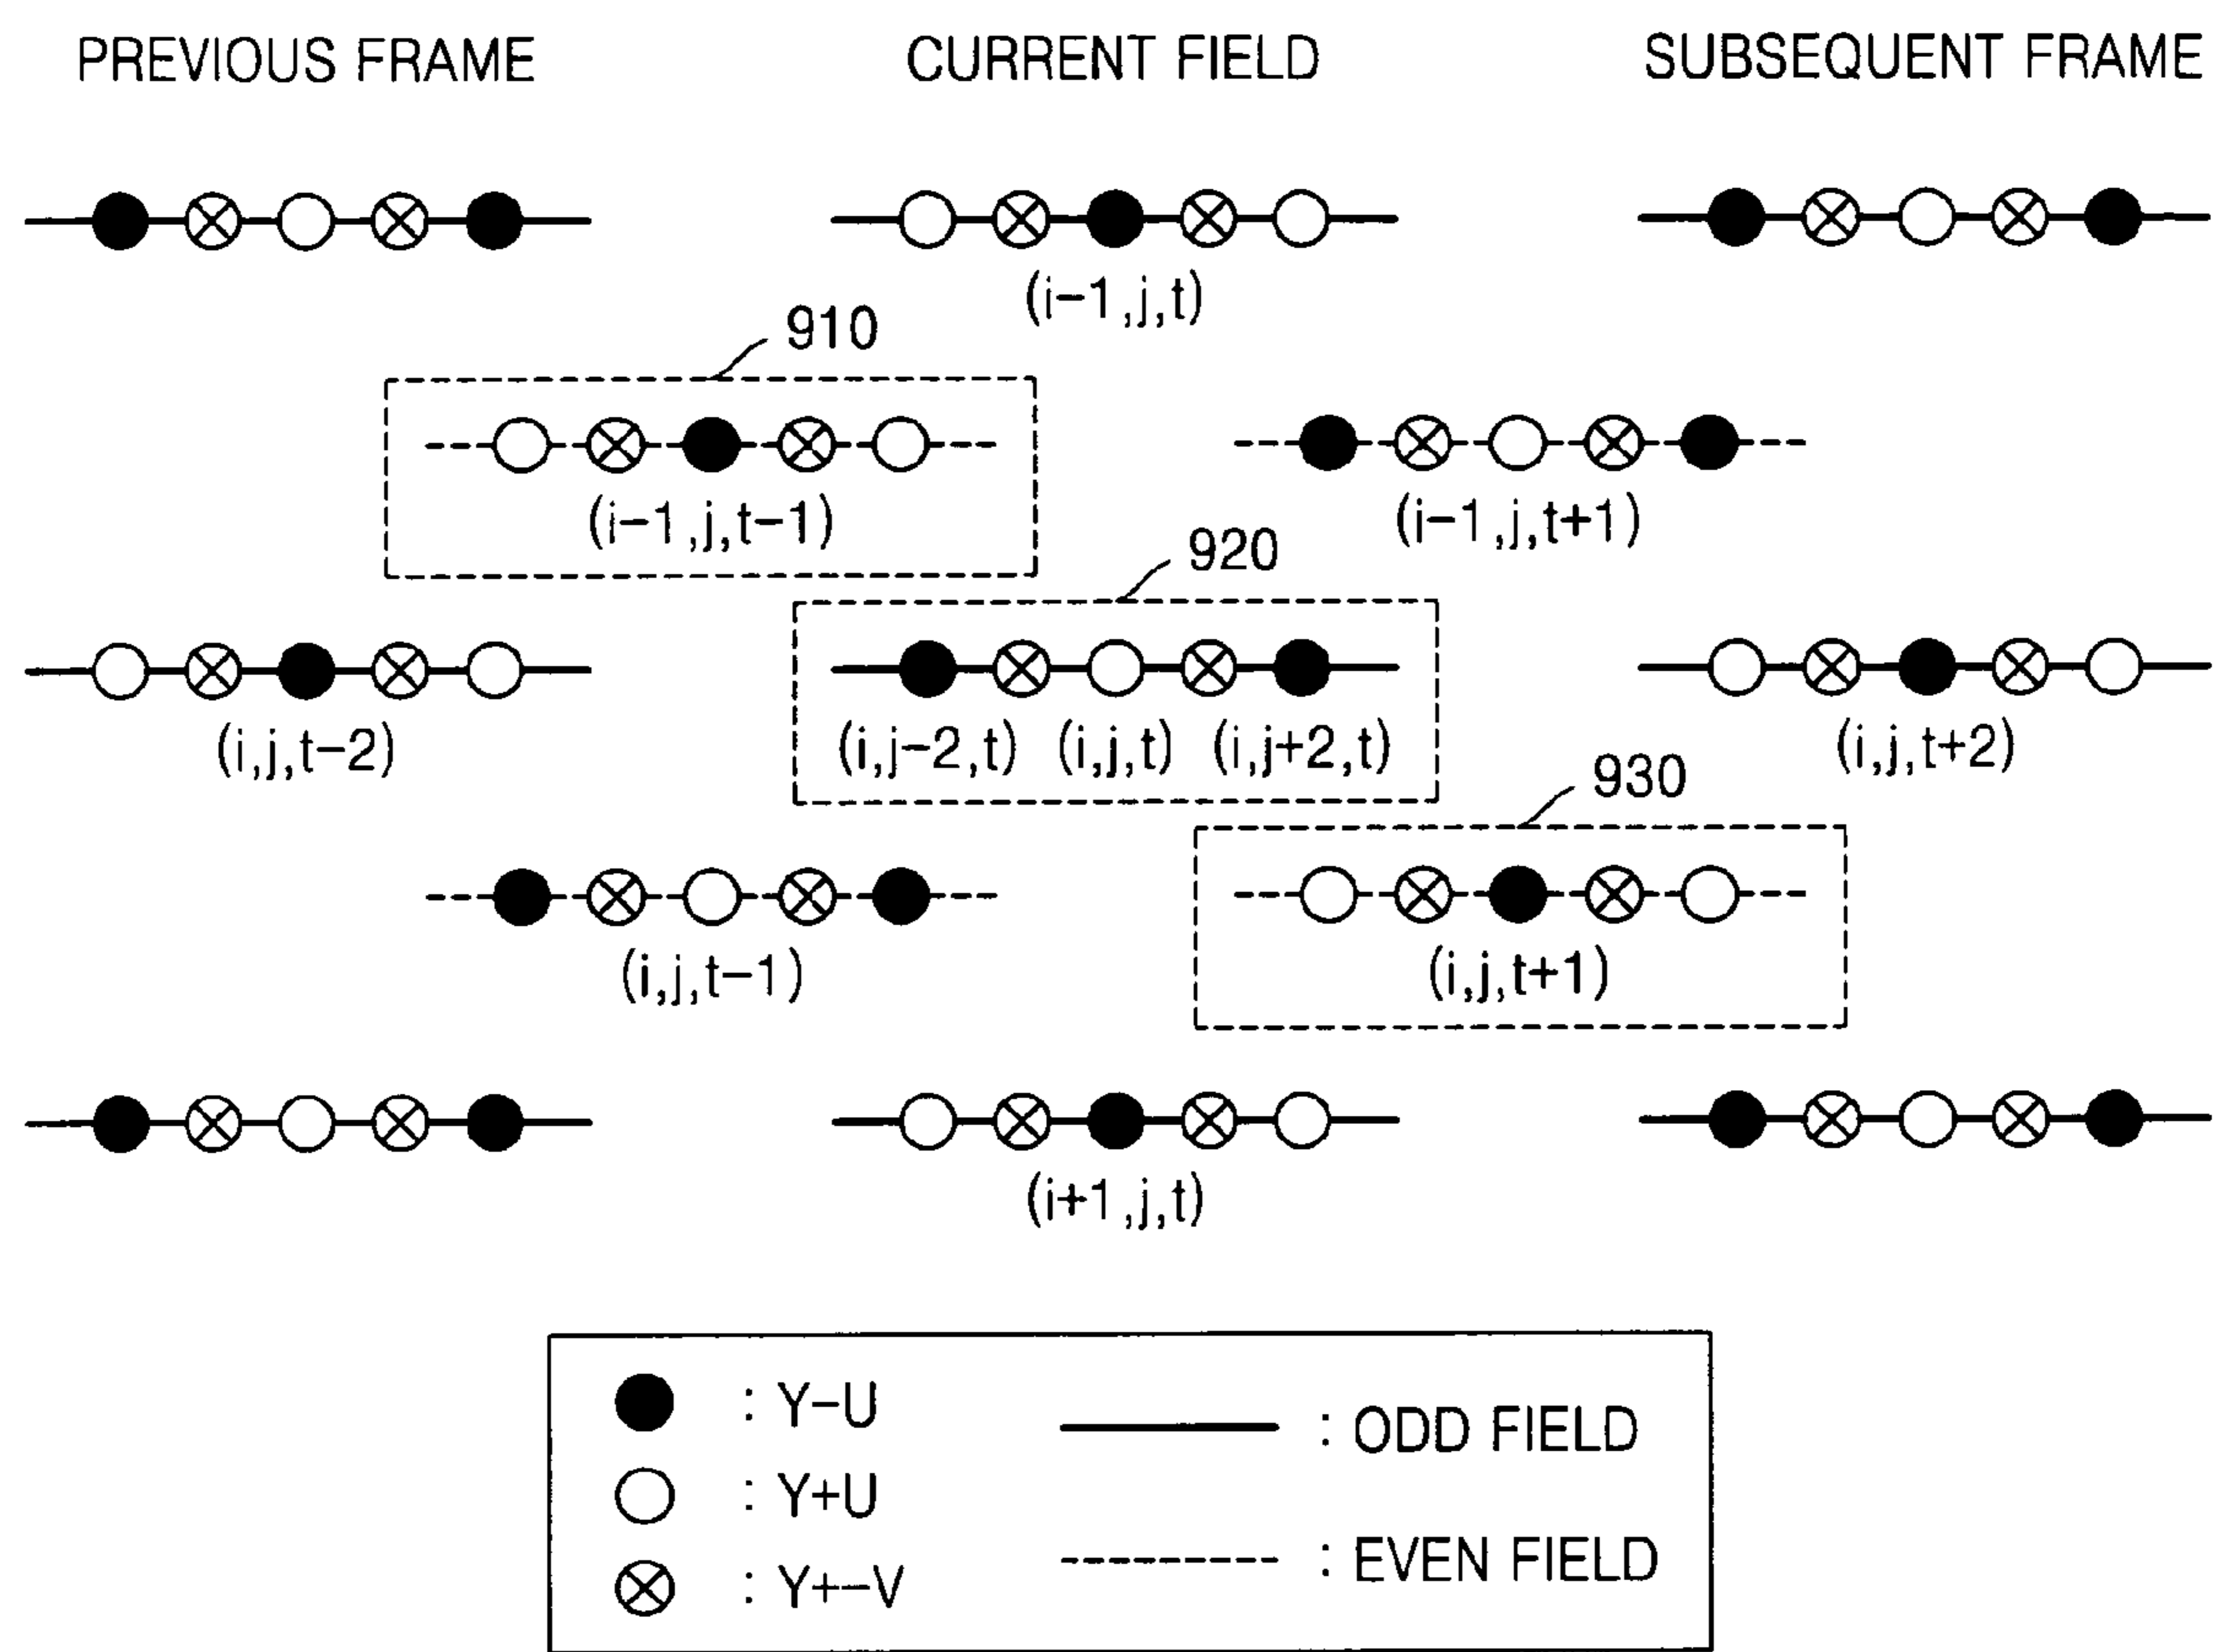 PREVIOUS FRAME
CURRENT FIELD
SUBSEQUENT FRAME
(i-1,j,t)
910
(i-1,j,t-1)
(i-1,j,t+1)
920
(i,j-2,t) (i,j,t) (i,j+2,t)
(i,j,t-2)
(i,j,t+2)
930
(i,j,t-1)
(i,j,t+1)
(i+1,j,t)
: Y-U
: Y+U
: Y+-V
: ODD FIELD
: EVEN FIELD